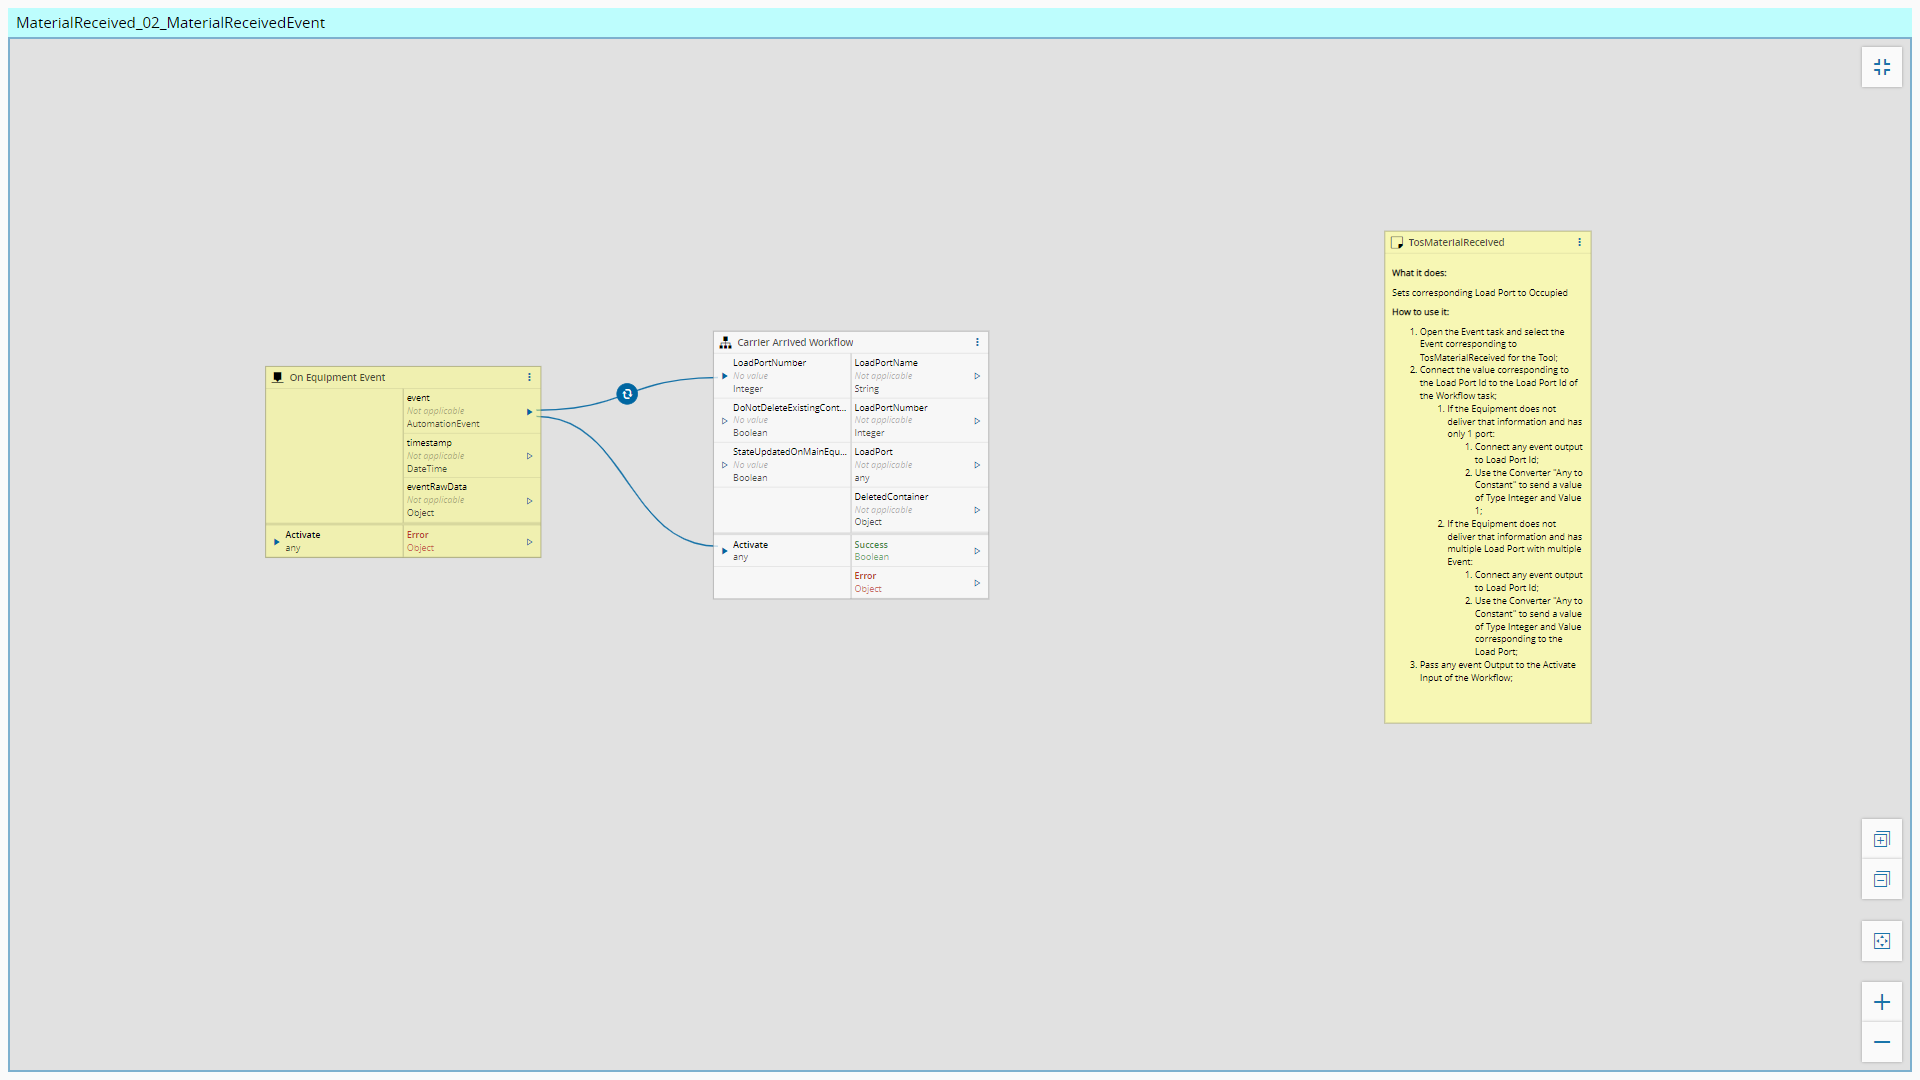 MaterialReceived_02_MaterialReceivedEvent
On Equipment Event
event
Not applicable
AutomationEvent
timestamp
Not applicable
DateTime
eventRawData
Not applicable
Object
Activate
any
Error
Object
Carrier Arrived Workflow
LoadPortNumber
No value
Integer
LoadPortName
Not applicable
String
DoNotDeleteExistingCont...
No value
Boolean
LoadPortNumber
Not applicable
Integer
StateUpdatedOnMainEqu...
No value
Boolean
LoadPort
Not applicable
any
DeletedContainer
Not applicable
Object
Activate
any
Success
Boolean
Error
Object
TosMaterialReceived
What it does:
Sets corresponding Load Port to Occupied
How to use it:
1. Open the Event task and select the
Event corresponding to
TosMaterialReceived for the Tool;
2. Connect the value corresponding to
the Load Port Id to the Load Port Id of
the Workflow task;
1. If the Equipment does not
deliver that information and has
only 1 port:
1. Connect any event output
to Load Port Id;
2. Use the Converter "Any to
Constant" to send a value
of Type Integer and Value
1;
2. If the Equipment does not
deliver that information and has
multiple Load Port with multiple
Event:
1. Connect any event output
to Load Port Id;
2. Use the Converter "Any to
Constant" to send a value
of Type Integer and Value
corresponding to the
Load Port;
3. Pass any event Output to the Activate
Input of the Workflow;